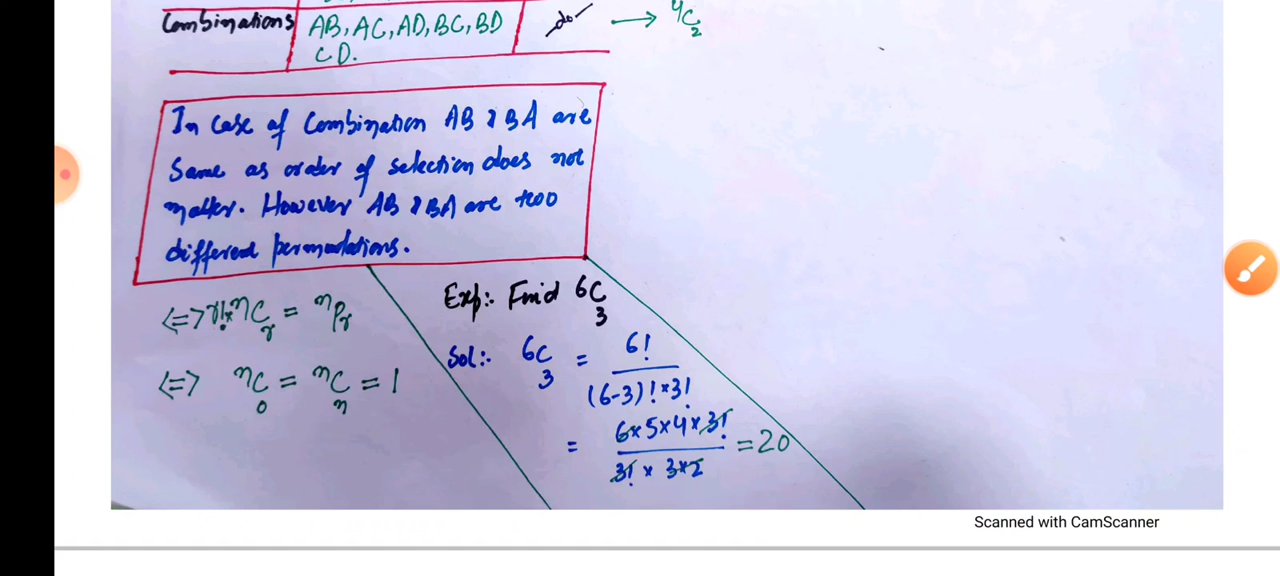 Combinations AB, AC, AD, BC, BD → ⁴C₂
CD.
In case of Combination AB & BA are
Same as order of selection does not
matter. However AB & BA are two
different permutations.
⇔ r!*ⁿCᵣ = ⁿPᵣ
⇔ ⁿC₀ = ⁿCₙ = 1
Exp:- Find 6C₃
Sol:- 6C₃ = 6! / (6-3)! * 3!
= 6 x 5 x 4 x 3! / 3! x 3 x 2 = 20
Scanned with CamScanner